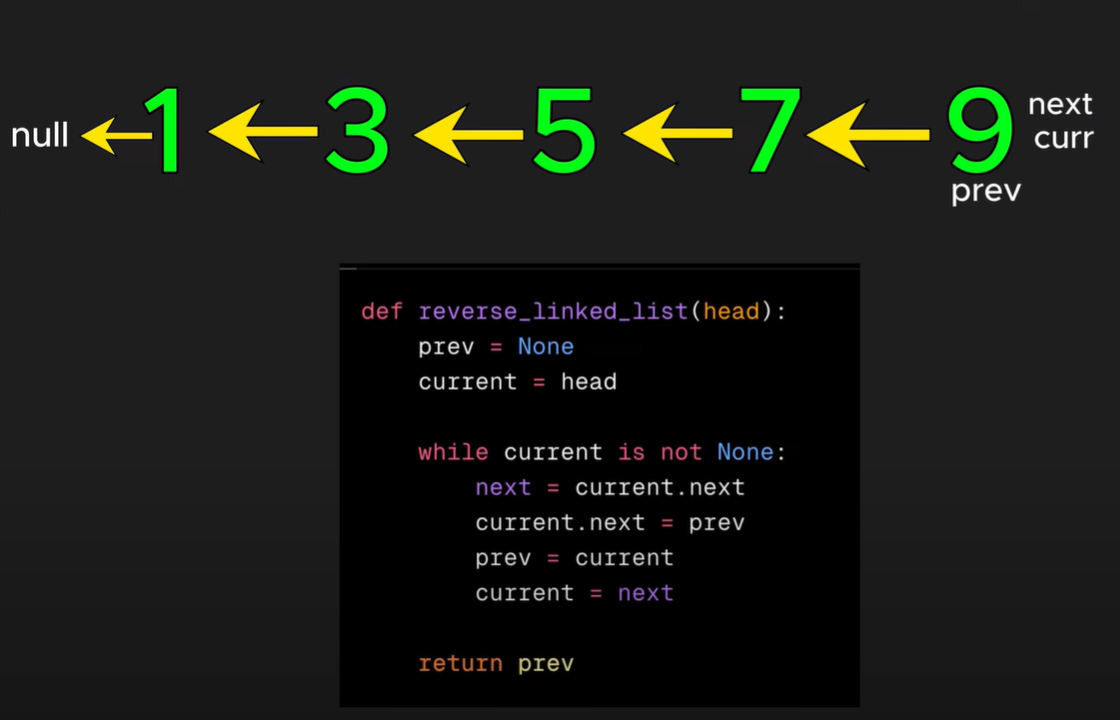 null 1 3 5 7 9 next
curr
prev
def reverse_linked_list(head):
    prev = None
    current = head
    while current is not None:
        next = current.next
        current.next = prev
        prev = current
        current = next
    return prev